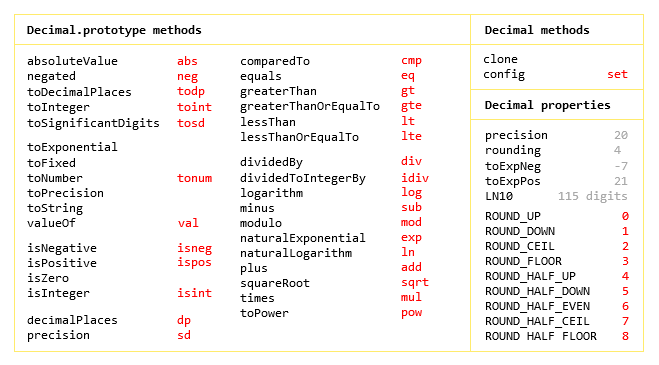 Decimal.prototype methods
absoluteValue abs
negated neg
toDecimalPlaces todp
toInteger toint
toSignificantDigits tosd
toExponential
toFixed
toNumber tonum
toPrecision
toString
valueOf val
isNegative isneg
isPositive ispos
isZero
isInteger isint
decimalPlaces dp
precision sd
comparedTo cmp
equals eq
greaterThan gt
greaterThanOrEqualTo gte
lessThan lt
lessThanOrEqualTo lte
dividedBy div
dividedToIntegerBy idiv
logarithm log
minus sub
modulo mod
naturalExponential exp
naturalLogarithm ln
plus add
squareRoot sqrt
times mul
toPower pow
Decimal methods
clone
config set
Decimal properties
precision 20
rounding 4
toExpNeg -7
toExpPos 21
LN10 115 digits
ROUND_UP 0
ROUND_DOWN 1
ROUND_CEIL 2
ROUND_FLOOR 3
ROUND_HALF_UP 4
ROUND_HALF_DOWN 5
ROUND_HALF_EVEN 6
ROUND_HALF_CEIL 7
ROUND HALF FLOOR 8